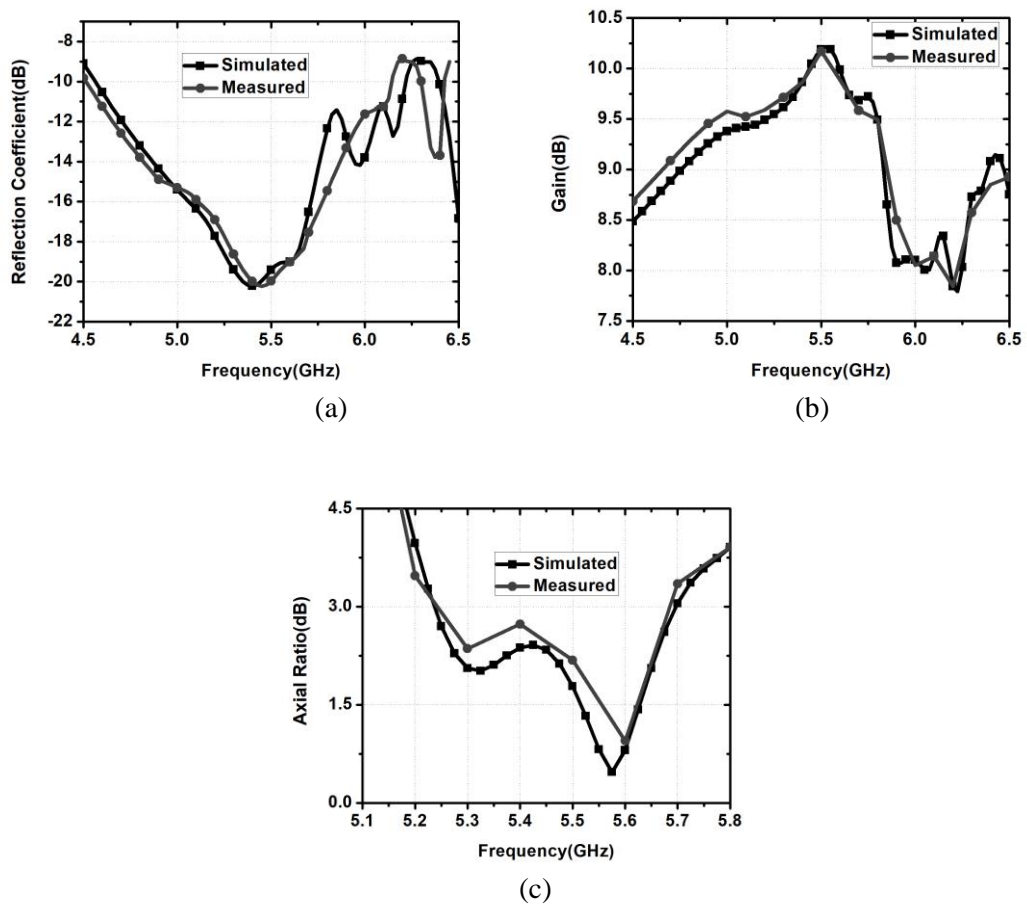 -8
-10
-12
-14
-16
-18
-20
-22
Reflection Coefficient(dB)
Simulated
Measured
4.5 5.0 5.5 6.0 6.5
Frequency(GHz)
(a)
10.5
10.0
9.5
9.0
8.5
8.0
7.5
Gain(dB)
Simulated
Measured
4.5 5.0 5.5 6.0 6.5
Frequency(GHz)
(b)
4.5
3.0
1.5
0.0
Axial Ratio(dB)
Simulated
Measured
5.1 5.2 5.3 5.4 5.5 5.6 5.7 5.8
Frequency(GHz)
(c)